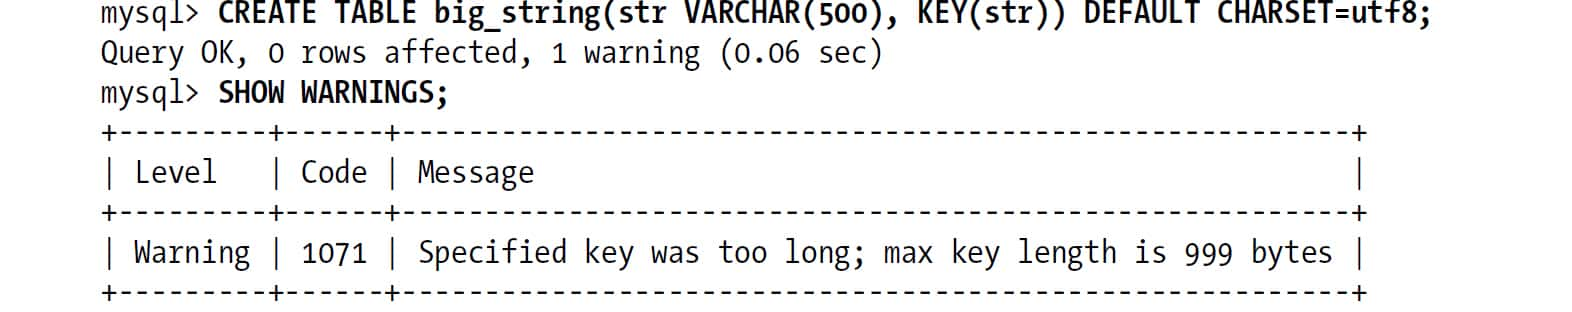 mysql> CREATE TABLE big_string(str VARCHAR(500), KEY(str)) DEFAULT CHARSET=utf8;
Query OK, 0 rows affected, 1 warning (0.06 sec)
mysql> SHOW WARNINGS;
+---------+------+---------------------------------------------------------+
| Level   | Code | Message                                                 |
+---------+------+---------------------------------------------------------+
| Warning | 1071 | Specified key was too long; max key length is 999 bytes |
+---------+------+---------------------------------------------------------+